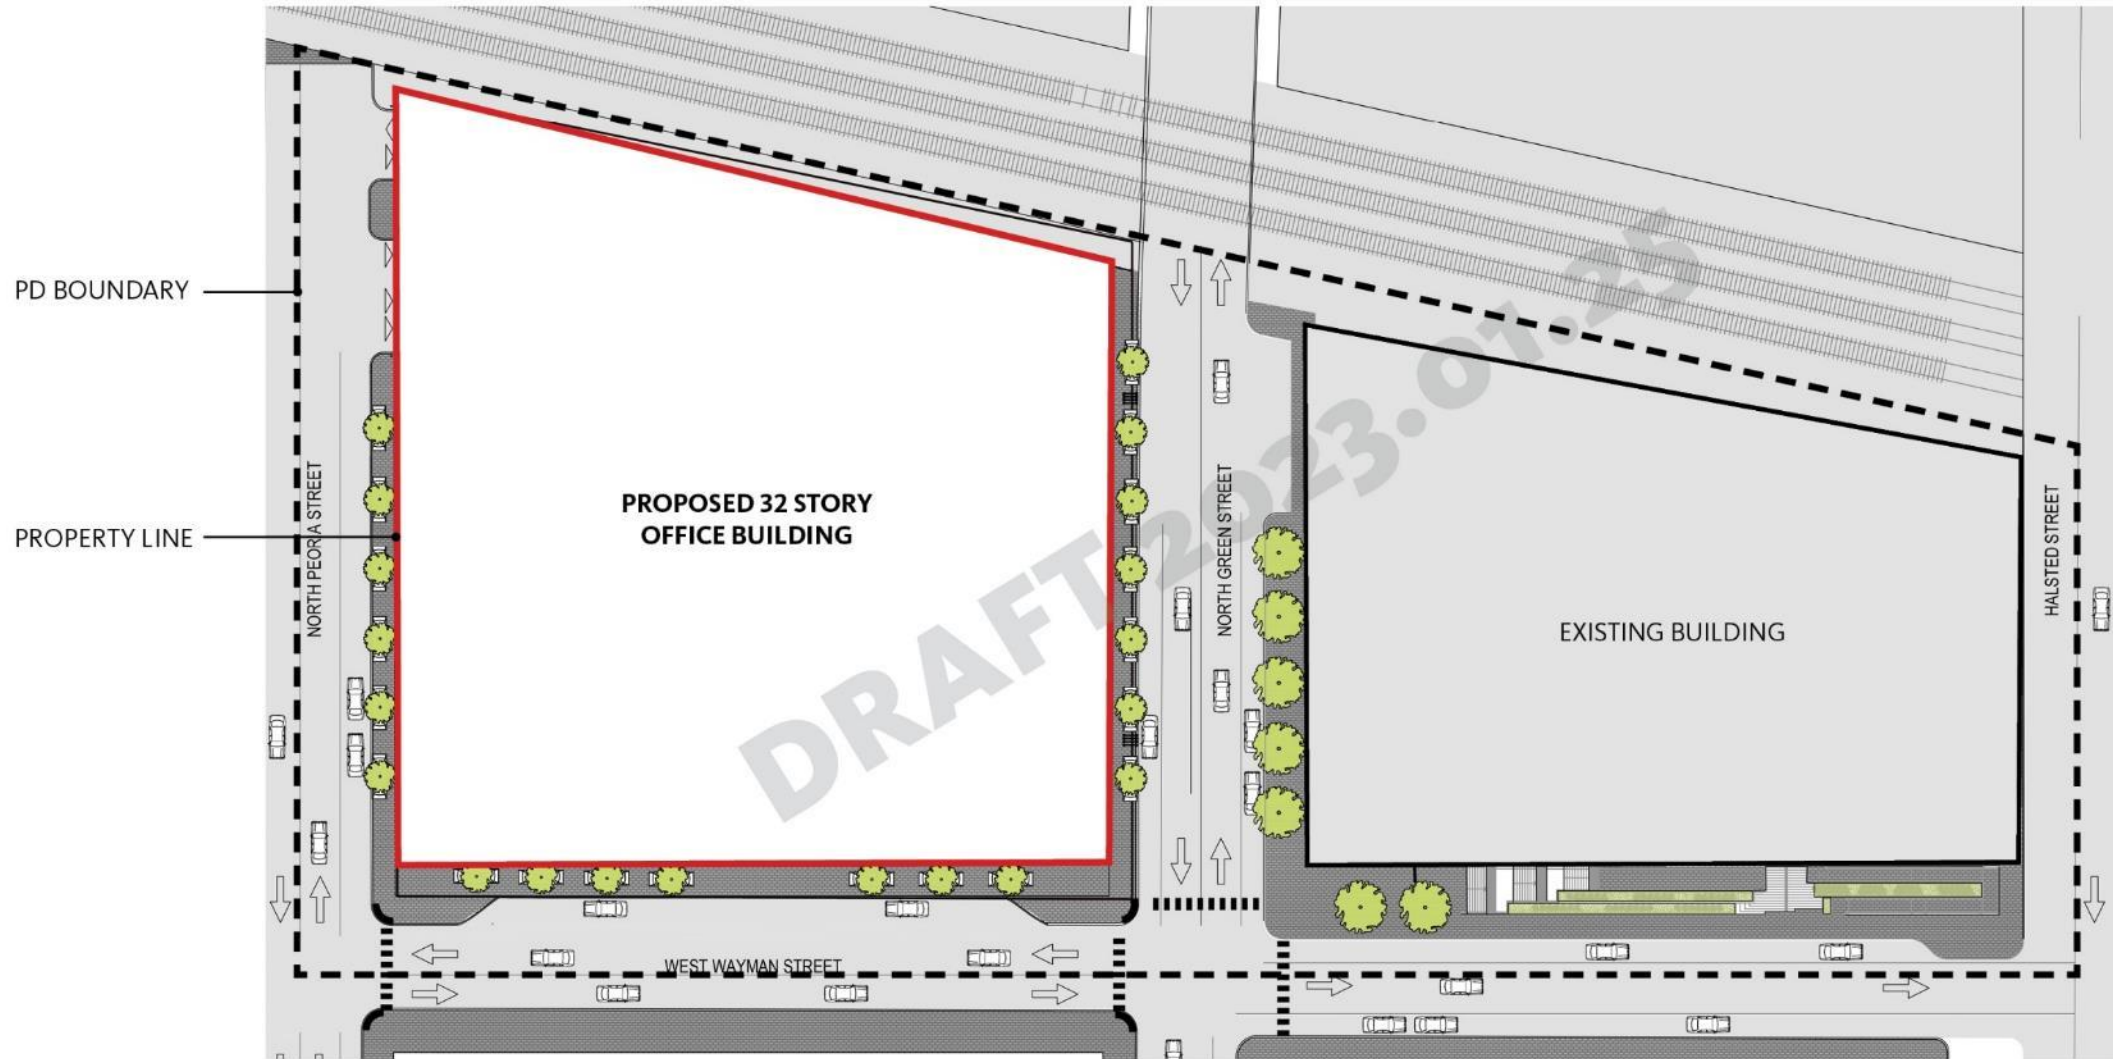 PD BOUNDARY
PROPERTY LINE
NORTH PEORIA STREET
PROPOSED 32 STORY
OFFICE BUILDING
NORTH GREEN STREET
EXISTING BUILDING
HALSTED STREET
WEST WAYMAN STREET
DRAFT 2023.01.25